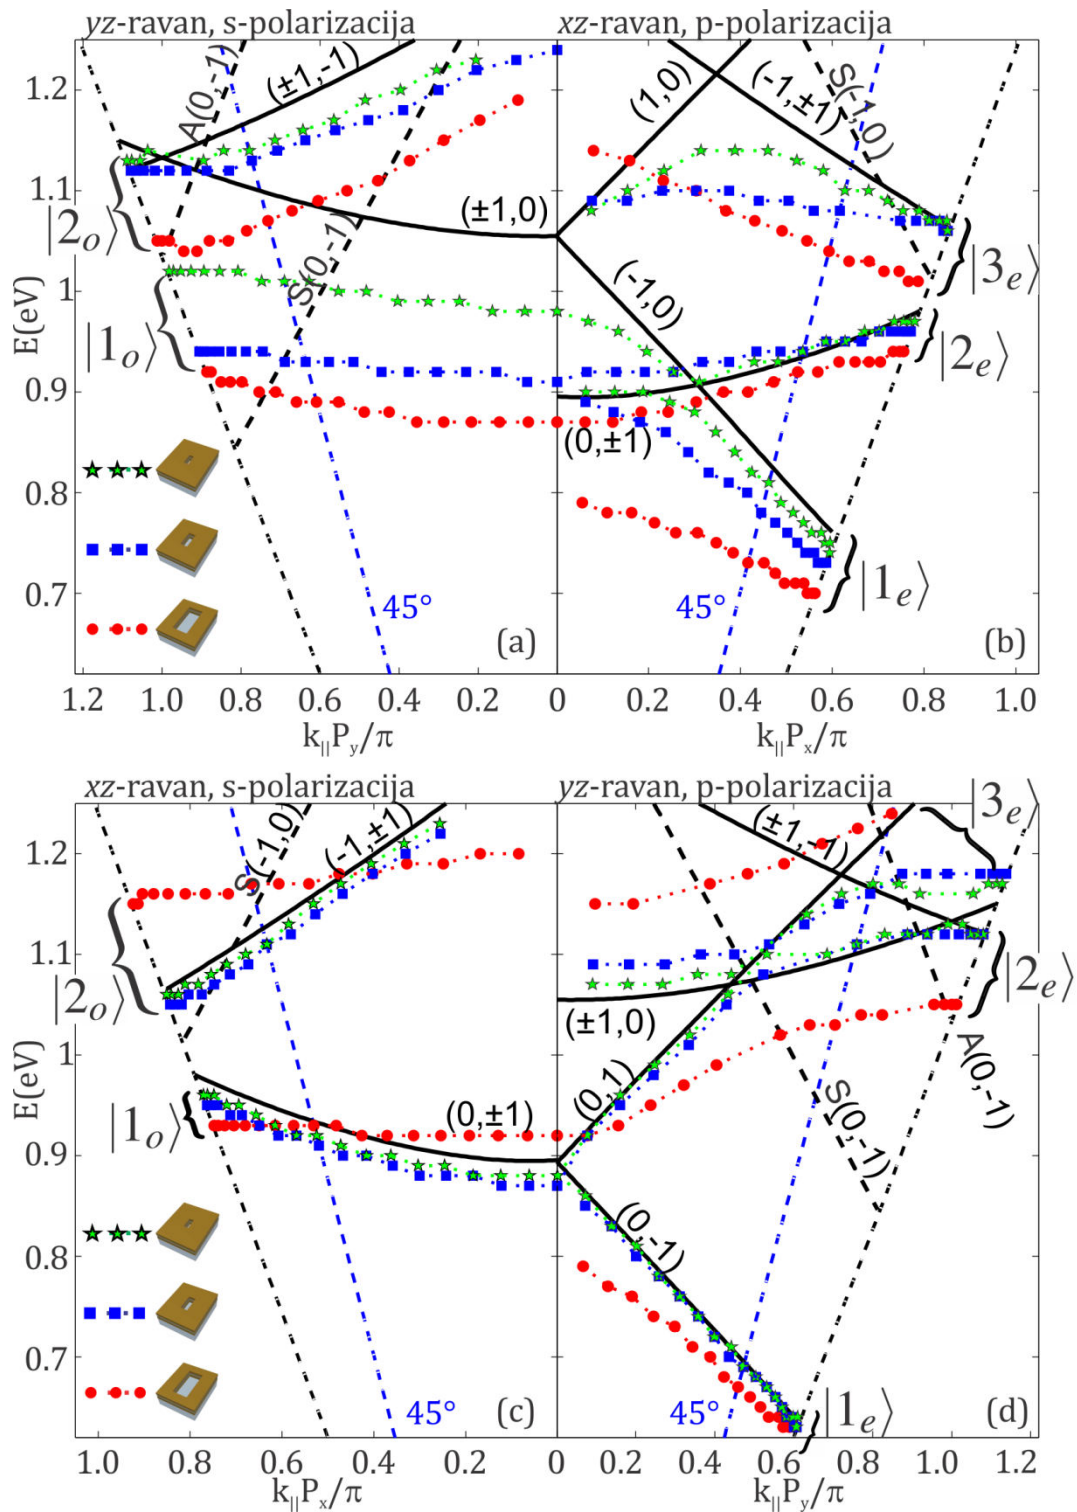 yz-ravan, s-polarizacija
xz-ravan, p-polarizacija
E(eV)
1.2
1.1
1
0.9
0.8
0.7
A(0,-1)
(±1,-1)
S(0,-1)
(±1,0)
|2ₒ⟩
|1ₒ⟩
45°
(a)
(1,0)
(-1,±1)
S(-1,0)
(-1,0)
(0,±1)
|3ₑ⟩
|2ₑ⟩
|1ₑ⟩
45°
(b)
1.2 1.0 0.8 0.6 0.4 0.2 0 0.2 0.4 0.6 0.8 1.0
k||Pᵧ/π
k||Pₓ/π
xz-ravan, s-polarizacija
yz-ravan, p-polarizacija
E(eV)
1.2
1.1
1
0.9
0.8
0.7
S(-1,0)
(-1,±1)
|2ₒ⟩
|1ₒ⟩
(0,±1)
45°
(c)
(±1,-1)
|3ₑ⟩
|2ₑ⟩
(±1,0)
(0,1)
S(0,-1)
A(0,-1)
(0,-1)
|1ₑ⟩
45°
(d)
1.0 0.8 0.6 0.4 0.2 0 0.2 0.4 0.6 0.8 1.0 1.2
k||Pₓ/π
k||Pᵧ/π